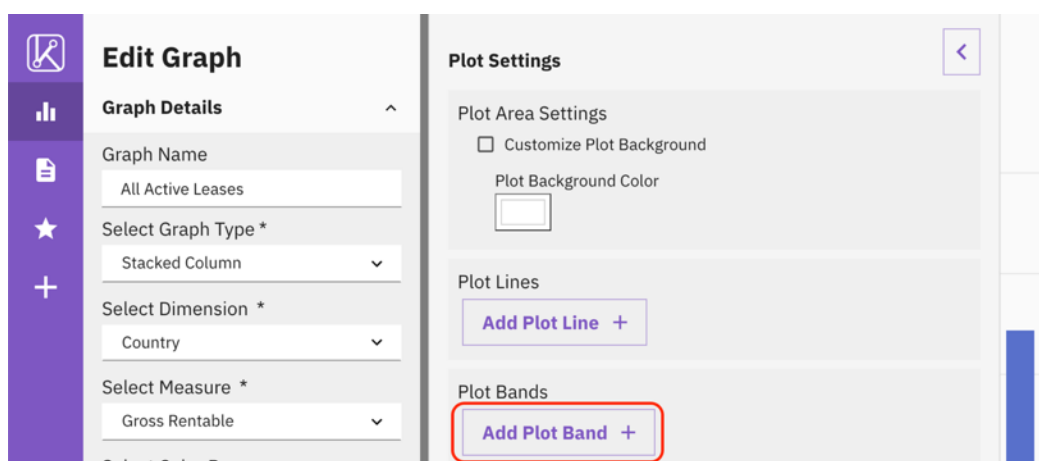 Edit Graph
Graph Details
Graph Name
All Active Leases
Select Graph Type *
Stacked Column
Select Dimension *
Country
Select Measure *
Gross Rentable
Plot Settings
Plot Area Settings
Customize Plot Background
Plot Background Color
Plot Lines
Add Plot Line +
Plot Bands
Add Plot Band +